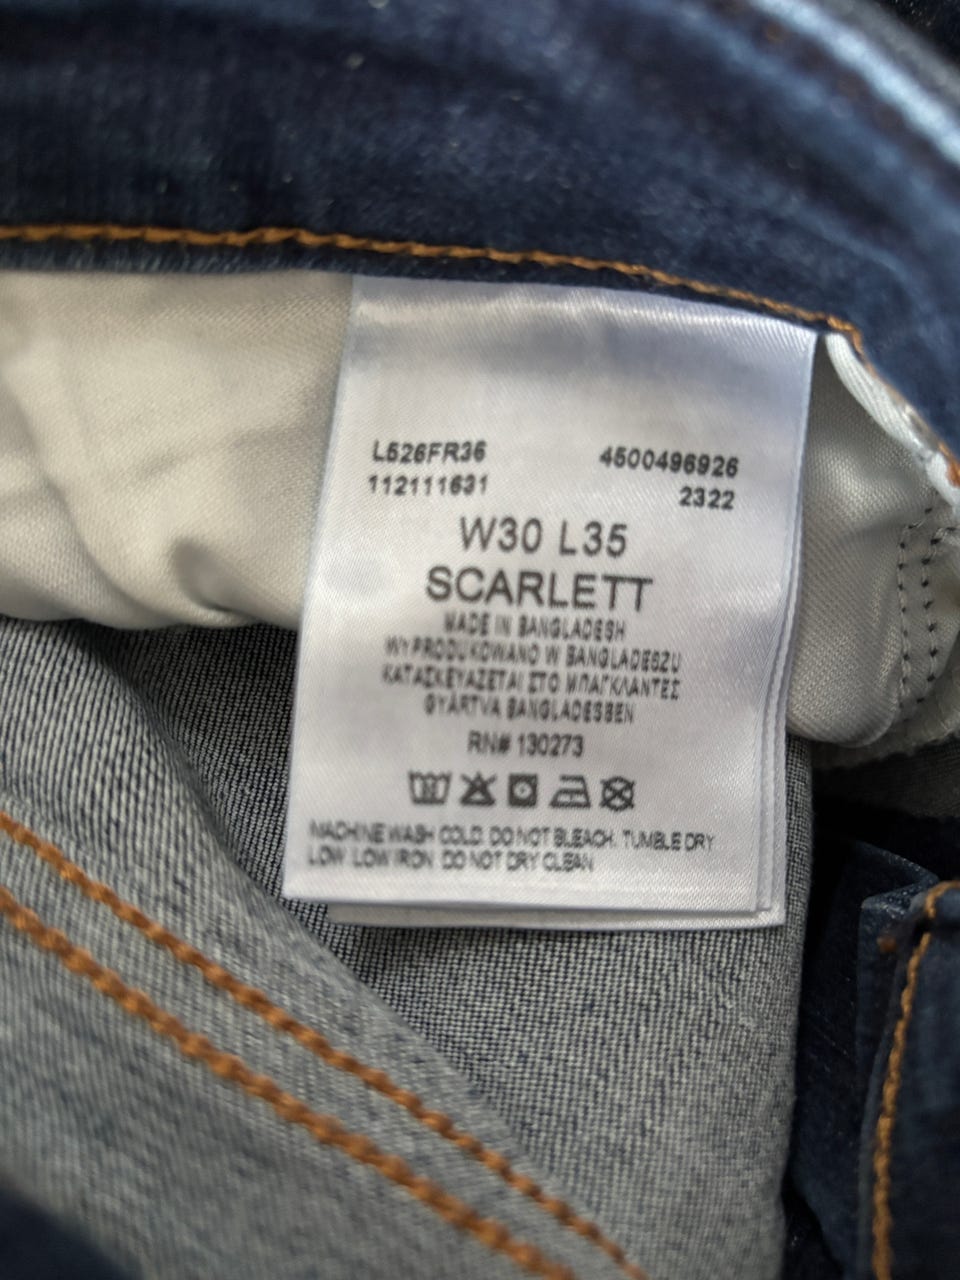 L526FR36 4500496926
112111631 2322
W30 L35
SCARLETT
MADE IN BANGLADESH
WYPRODUKOWANO W BANGLADESZU
ΚΑΤΑΣΚΕΥΑΖΕΤΑΙ ΣΤΟ ΜΠΑΓΚΛΑΝΤΕΣ
GYÁRTVA BANGLADESBEN
RN# 130273
MACHINE WASH COLD. DO NOT BLEACH. TUMBLE DRY
LOW. LOW IRON. DO NOT DRY CLEAN